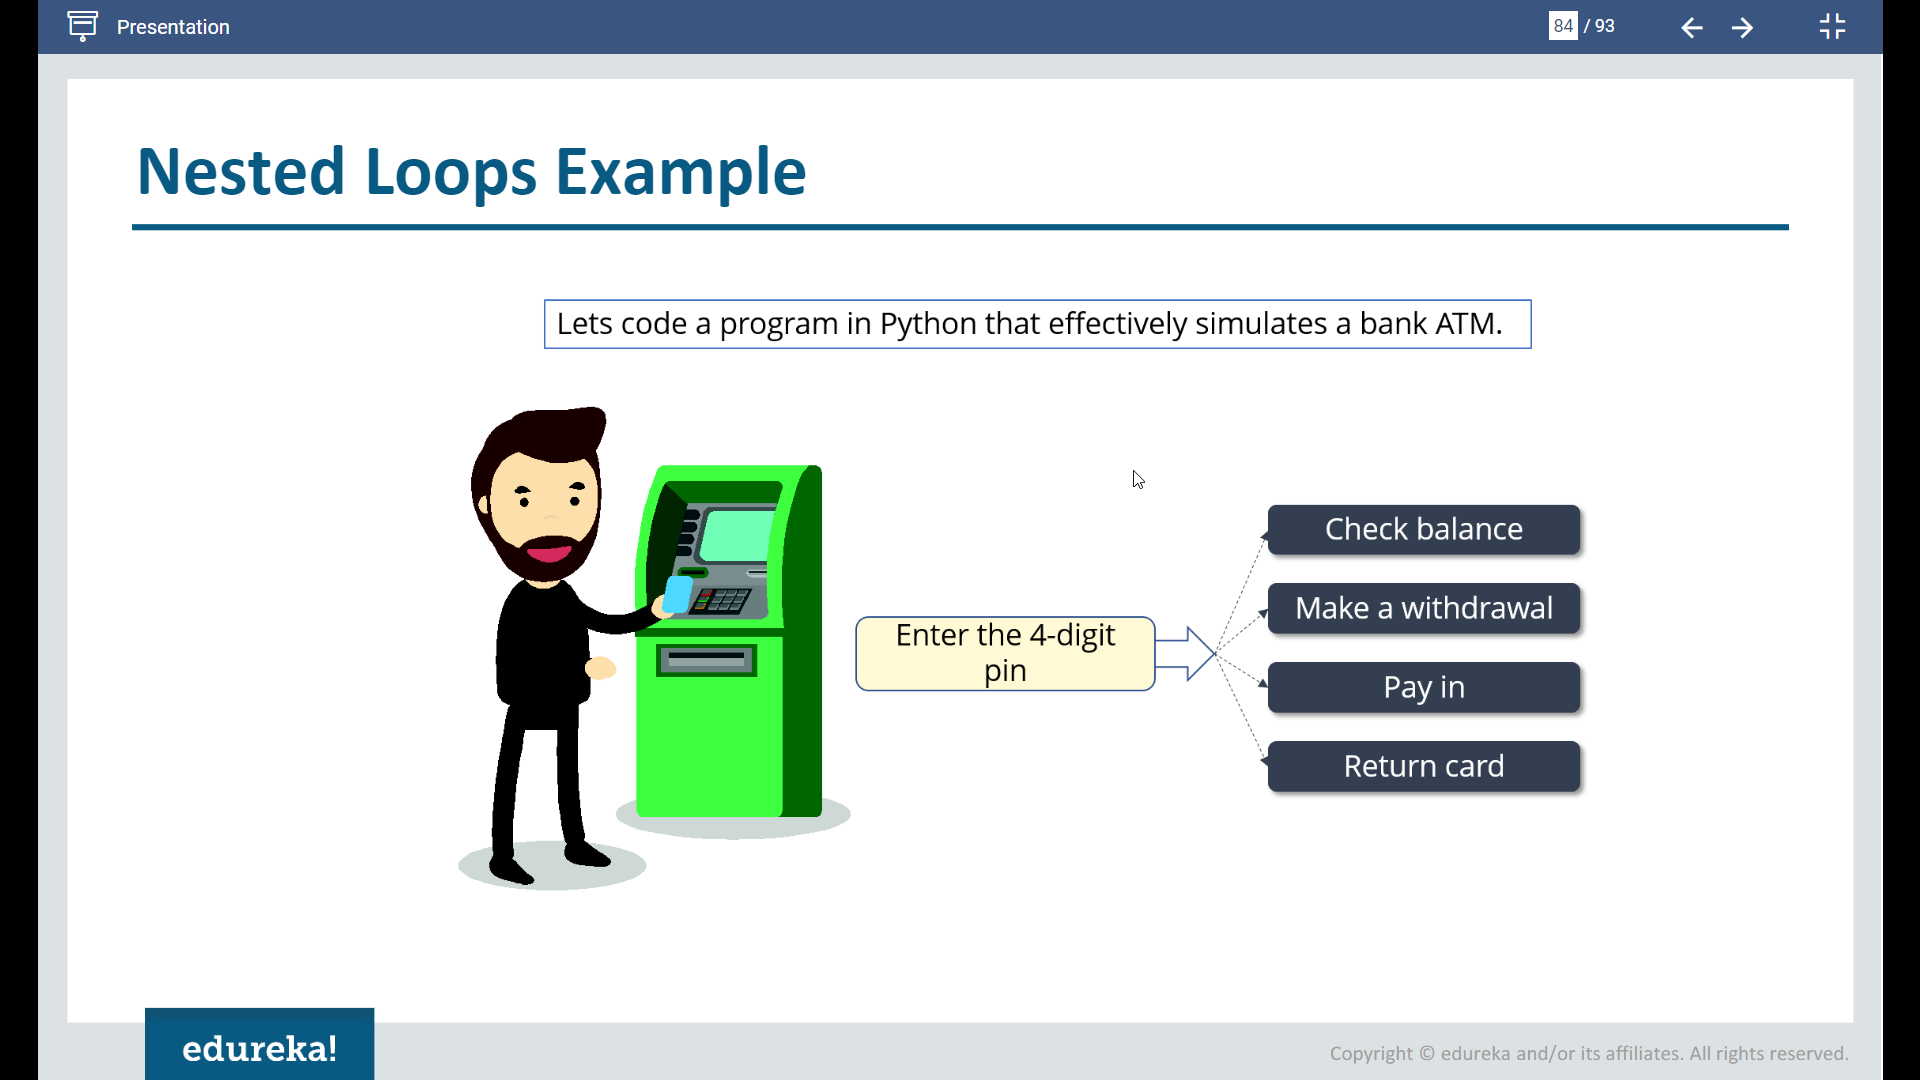 Presentation
84 / 93
Nested Loops Example
Lets code a program in Python that effectively simulates a bank ATM.
Enter the 4-digit
pin
Check balance
Make a withdrawal
Pay in
Return card
edureka!
Copyright © edureka and/or its affiliates. All rights reserved.